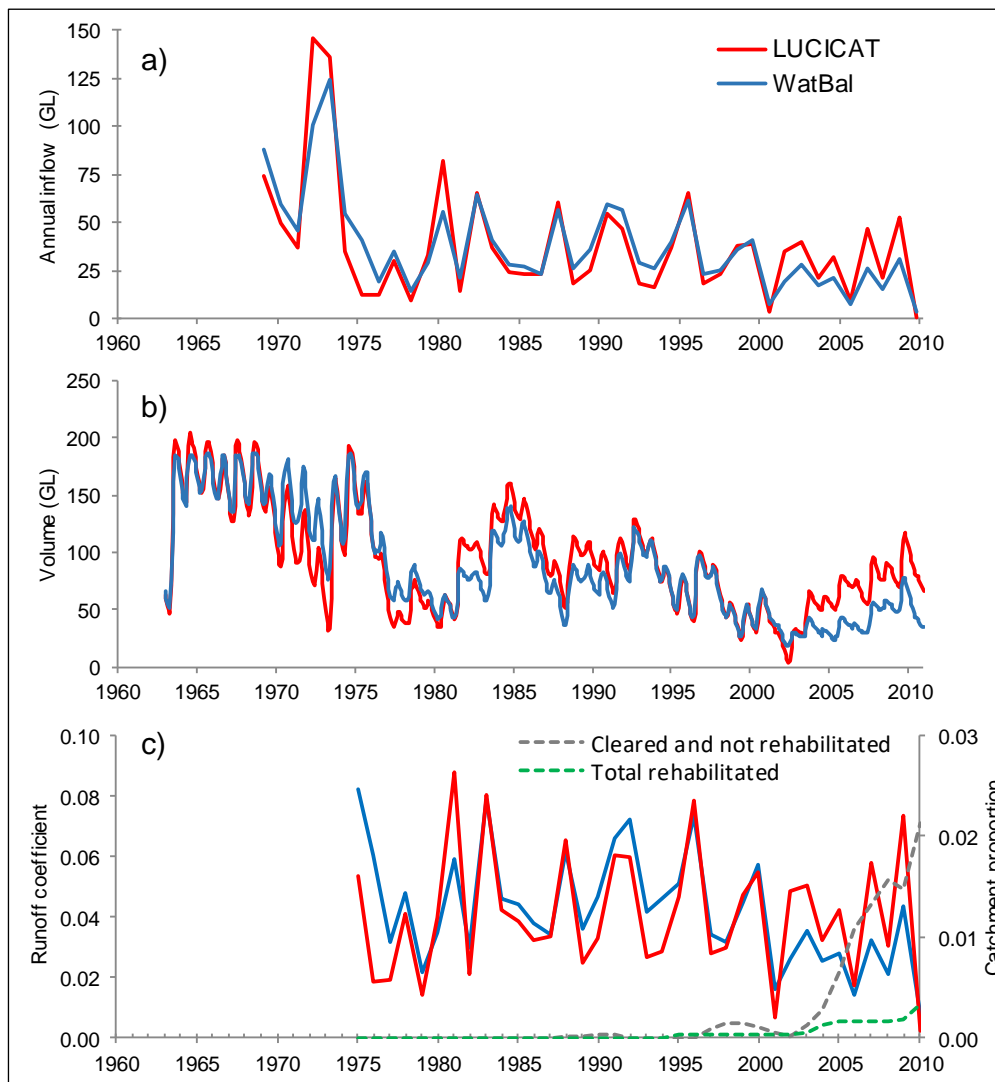 a)
LUCICAT
WatBal
Annual inflow (GL)
150
125
100
75
50
25
0
1960 1965 1970 1975 1980 1985 1990 1995 2000 2005 2010
b)
Volume (GL)
250
200
150
100
50
0
1960 1965 1970 1975 1980 1985 1990 1995 2000 2005 2010
c)
Cleared and not rehabilitated
Total rehabilitated
Runoff coefficient
0.10
0.08
0.06
0.04
0.02
0.00
0.03
0.02
0.01
0.00
Catchment proportion
1960 1965 1970 1975 1980 1985 1990 1995 2000 2005 2010